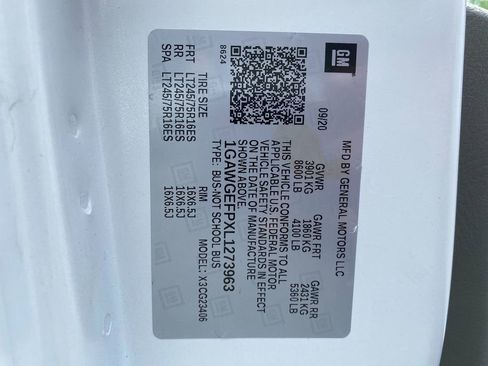 GM
MFD BY GENERAL MOTORS LLC
09/20
GVWR
3901 KG
8600 LB
GAWR FRT
1860 KG
4100 LB
GAWR RR
2431 KG
5360 LB
THIS VEHICLE CONFORMS TO ALL
APPLICABLE U.S. FEDERAL MOTOR
VEHICLE SAFETY STANDARDS IN EFFECT
ON THE DATE OF MANUFACTURE
SHOWN ABOVE.
1GAWGEFPXL1273963
TYPE: BUS-NOT SCHOOL BUS
MODEL: X3CG23406
8624
TIRE SIZE RIM
FRT LT245/75R16ES 16X6.5J
RR LT245/75R16ES 16X6.5J
SPA LT245/75R16ES 16X6.5J